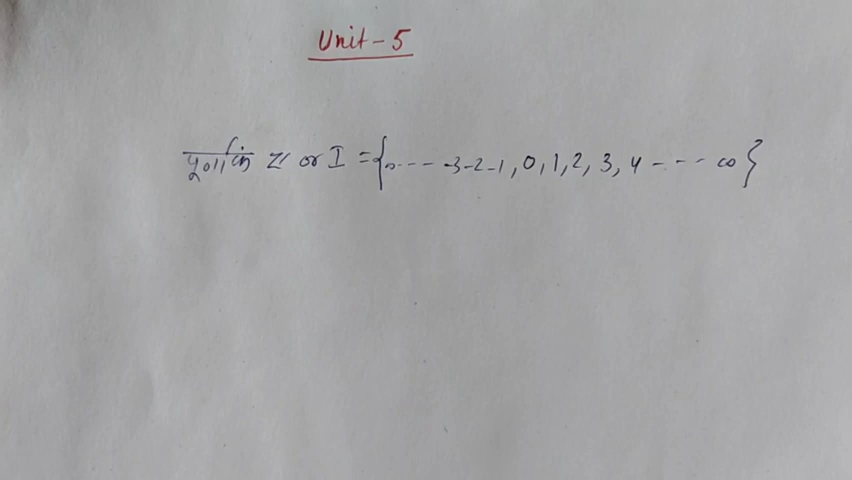 Unit-5
पूर्णांक Z or I = { ---- -3-2-1, 0, 1, 2, 3, 4 --- ∞ }